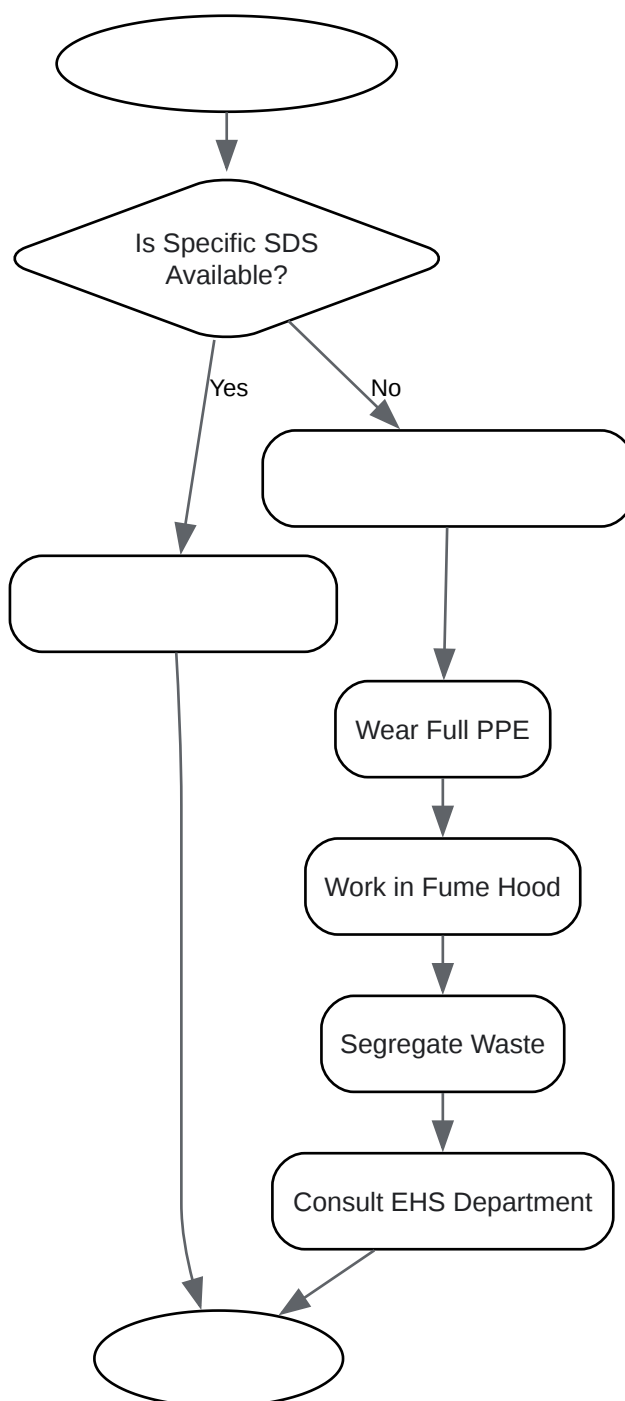 Is Specific SDS
Available?
Yes
No
Wear Full PPE
Work in Fume Hood
Segregate Waste
Consult EHS Department